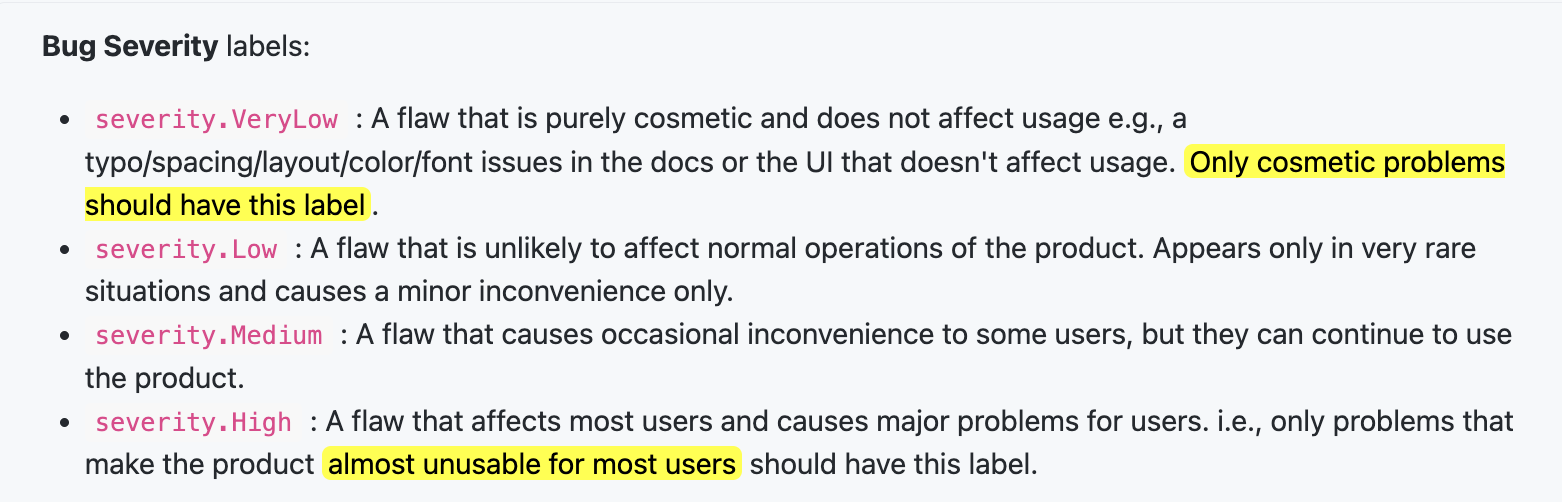 Bug Severity labels:
• severity.VeryLow : A flaw that is purely cosmetic and does not affect usage e.g., a
typo/spacing/layout/color/font issues in the docs or the UI that doesn't affect usage. Only cosmetic problems
should have this label.
• severity.Low : A flaw that is unlikely to affect normal operations of the product. Appears only in very rare
situations and causes a minor inconvenience only.
• severity.Medium : A flaw that causes occasional inconvenience to some users, but they can continue to use
the product.
• severity.High : A flaw that affects most users and causes major problems for users. i.e., only problems that
make the product almost unusable for most users should have this label.